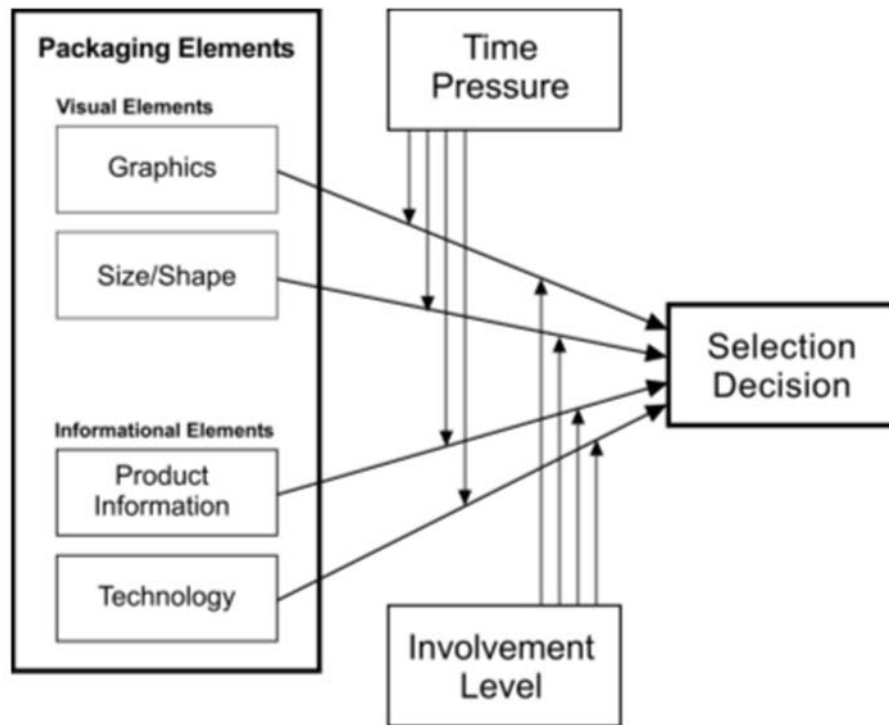 Packaging Elements
Visual Elements
Graphics
Size/Shape
Informational Elements
Product
Information
Technology
Time
Pressure
Involvement
Level
Selection
Decision